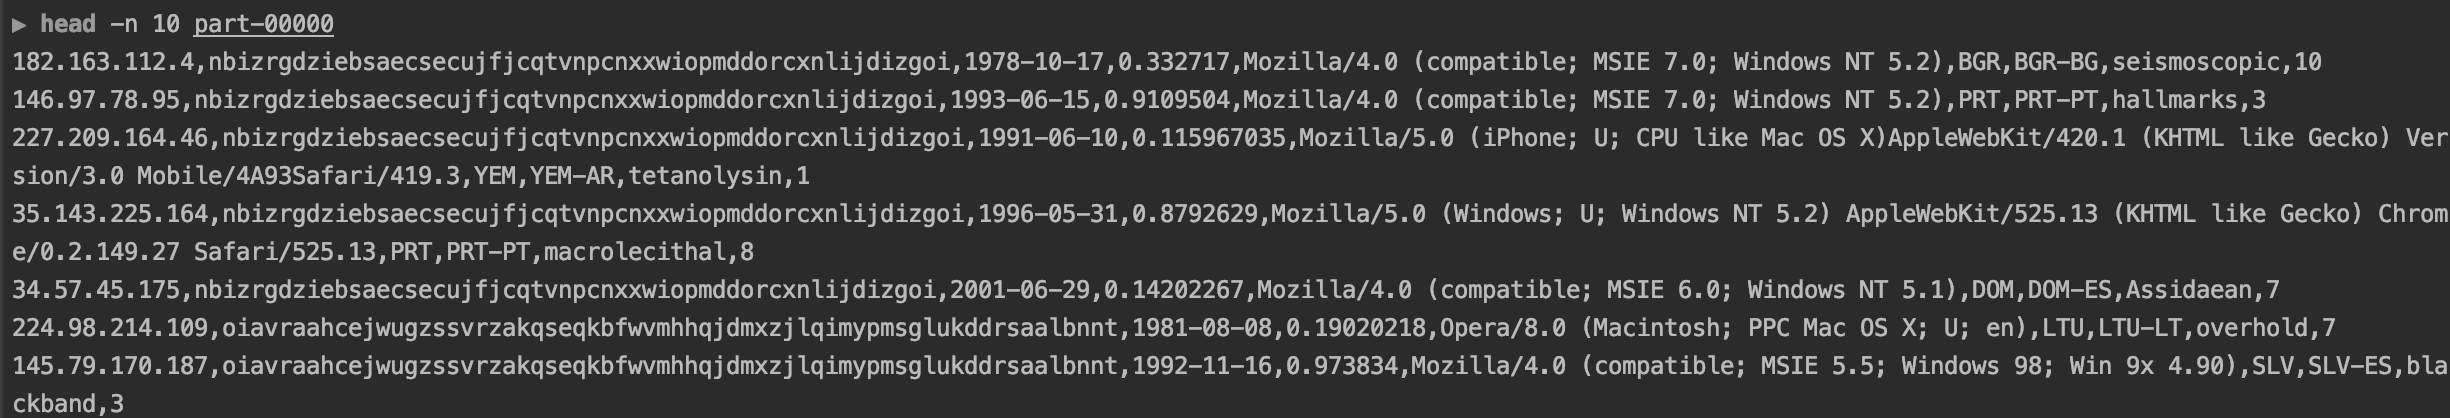 ▶ head -n 10 part-00000
182.163.112.4,nbizrgdziebsaecsecujfjcqtvnpcnxxwiopmddorcxnlijdizgoi,1978-10-17,0.332717,Mozilla/4.0 (compatible; MSIE 7.0; Windows NT 5.2),BGR,BGR-BG,seismoscopic,10
146.97.78.95,nbizrgdziebsaecsecujfjcqtvnpcnxxwiopmddorcxnlijdizgoi,1993-06-15,0.9109504,Mozilla/4.0 (compatible; MSIE 7.0; Windows NT 5.2),PRT,PRT-PT,hallmarks,3
227.209.164.46,nbizrgdziebsaecsecujfjcqtvnpcnxxwiopmddorcxnlijdizgoi,1991-06-10,0.115967035,Mozilla/5.0 (iPhone; U; CPU like Mac OS X)AppleWebKit/420.1 (KHTML like Gecko) Ver
sion/3.0 Mobile/4A93Safari/419.3,YEM,YEM-AR,tetanolysin,1
35.143.225.164,nbizrgdziebsaecsecujfjcqtvnpcnxxwiopmddorcxnlijdizgoi,1996-05-31,0.8792629,Mozilla/5.0 (Windows; U; Windows NT 5.2) AppleWebKit/525.13 (KHTML like Gecko) Chrom
e/0.2.149.27 Safari/525.13,PRT,PRT-PT,macrolecithal,8
34.57.45.175,nbizrgdziebsaecsecujfjcqtvnpcnxxwiopmddorcxnlijdizgoi,2001-06-29,0.14202267,Mozilla/4.0 (compatible; MSIE 6.0; Windows NT 5.1),DOM,DOM-ES,Assidaean,7
224.98.214.109,oiavraahcejwugzssvrzakqseqkbfwvmhhqjdmxzjlqimypmsglukddrsaalbnnt,1981-08-08,0.19020218,Opera/8.0 (Macintosh; PPC Mac OS X; U; en),LTU,LTU-LT,overhold,7
145.79.170.187,oiavraahcejwugzssvrzakqseqkbfwvmhhqjdmxzjlqimypmsglukddrsaalbnnt,1992-11-16,0.973834,Mozilla/4.0 (compatible; MSIE 5.5; Windows 98; Win 9x 4.90),SLV,SLV-ES,bla
ckband,3